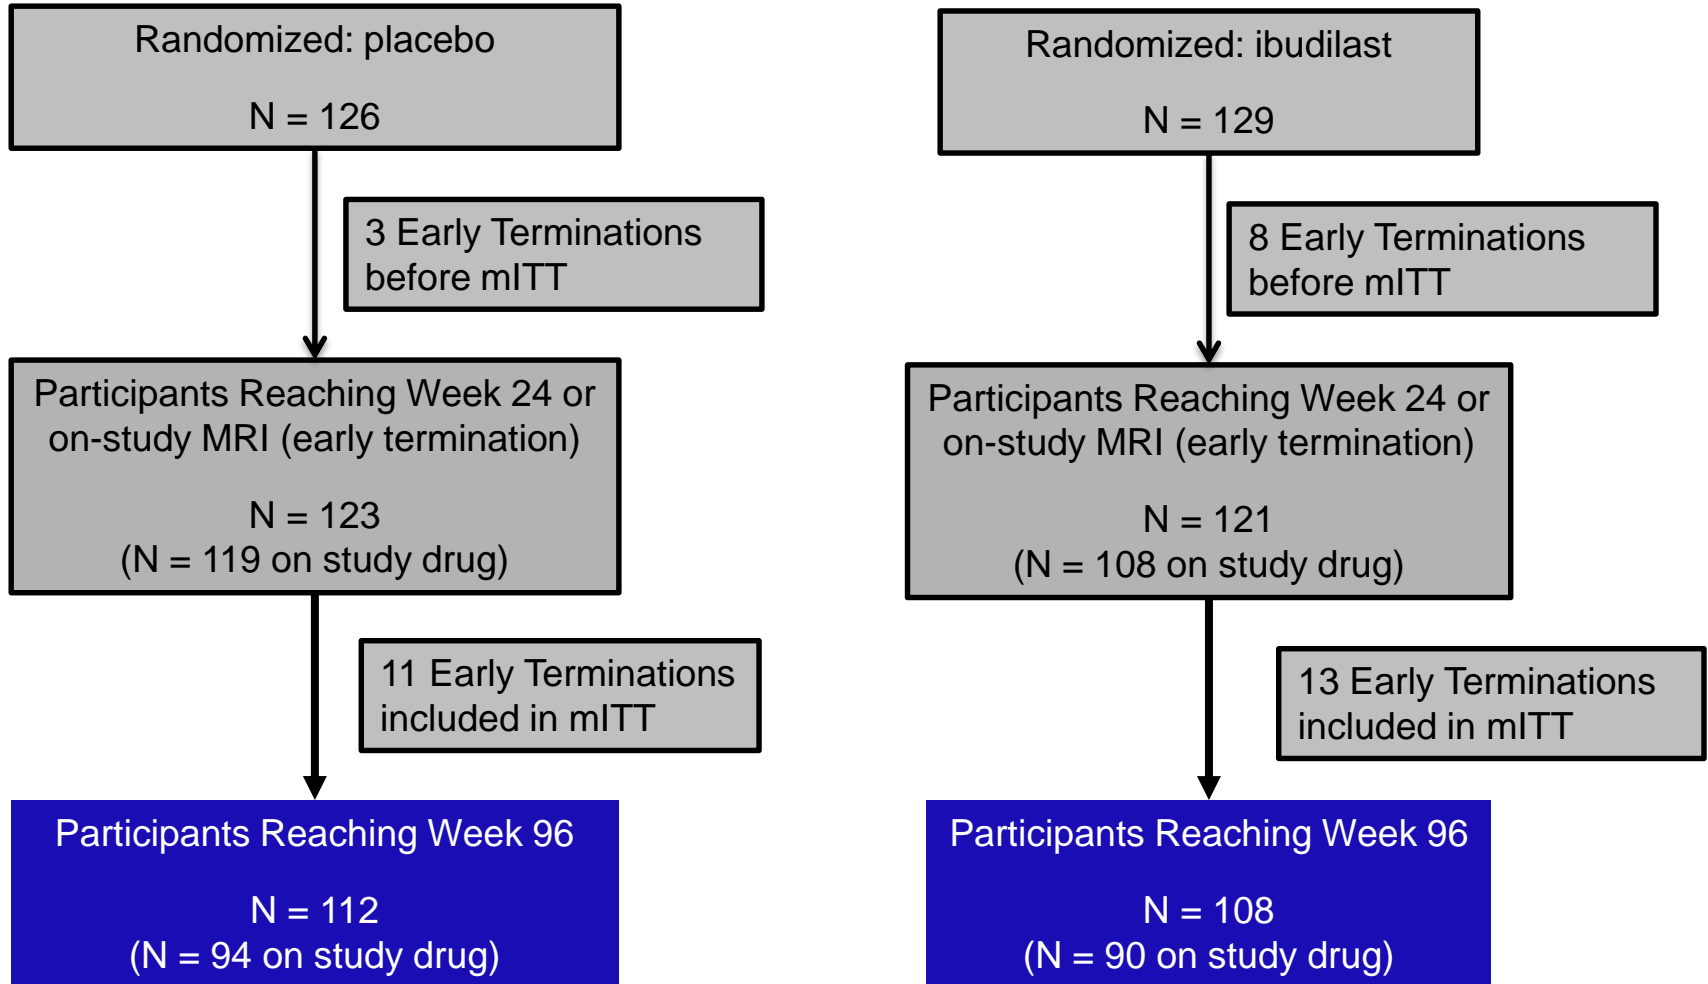 Randomized: placebo
N = 126
3 Early Terminations
before mITT
Participants Reaching Week 24 or
on-study MRI (early termination)
N = 123
(N = 119 on study drug)
11 Early Terminations
included in mITT
Participants Reaching Week 96
N = 112
(N = 94 on study drug)
Randomized: ibudilast
N = 129
8 Early Terminations
before mITT
Participants Reaching Week 24 or
on-study MRI (early termination)
N = 121
(N = 108 on study drug)
13 Early Terminations
included in mITT
Participants Reaching Week 96
N = 108
(N = 90 on study drug)